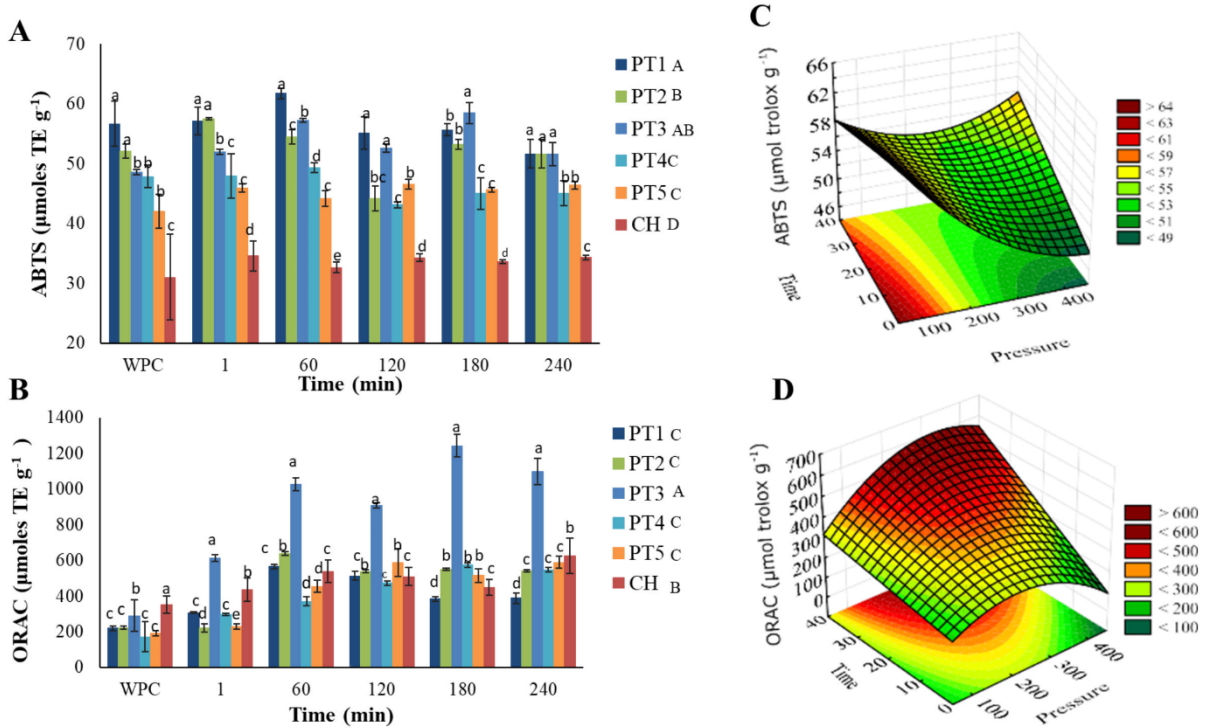 A
70
60
50
40
30
20
ABTS (µmoles TE g⁻¹)
a a b b b c
a a c c d d
a c b d d e
a c b c b d
b b a c c d
a a a b b c
WPC 1 60 120 180 240
Time (min)
PT1 A
PT2 B
PT3 AB
PT4 C
PT5 C
CH D
B
1400
1200
1000
800
600
400
200
0
ORAC (µmoles TE g⁻¹)
c c a c c a
c d a c e b
c b a d d c
c b a c b c
d b a b b c
d c a c c b
WPC 1 60 120 180 240
Time (min)
PT1 C
PT2 C
PT3 A
PT4 C
PT5 C
CH B
C
66
62
58
54
50
46
ABTS (µmol trolox g⁻¹)
40
30
20
10
0
Time
100 200 300 400
Pressure
> 64
< 63
< 61
< 59
< 57
< 55
< 53
< 51
< 49
D
700
600
500
400
300
200
100
0
ORAC (µmol trolox g⁻¹)
40
30
20
10
0
Time
100
200
300
400
Pressure
> 600
< 600
< 500
< 400
< 300
< 200
< 100